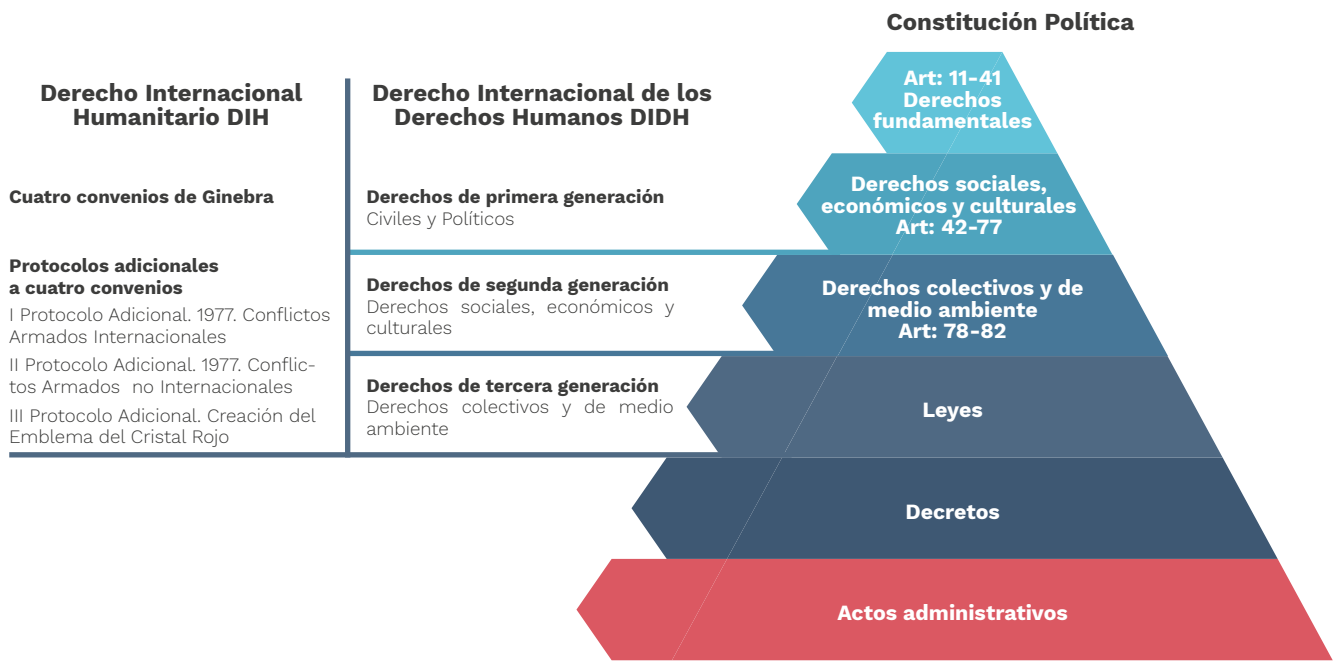 Constitución Política
Derecho Internacional
Humanitario DIH
Cuatro convenios de Ginebra
Protocolos adicionales
a cuatro convenios
I Protocolo Adicional. 1977. Conflictos
Armados Internacionales
II Protocolo Adicional. 1977. Conflic-
tos Armados no Internacionales
III Protocolo Adicional. Creación del
Emblema del Cristal Rojo
Derecho Internacional de los
Derechos Humanos DIDH
Derechos de primera generación
Civiles y Políticos
Derechos de segunda generación
Derechos sociales, económicos y
culturales
Derechos de tercera generación
Derechos colectivos y de medio
ambiente
Art: 11-41
Derechos
fundamentales
Derechos sociales,
económicos y culturales
Art: 42-77
Derechos colectivos y de
medio ambiente
Art: 78-82
Leyes
Decretos
Actos administrativos